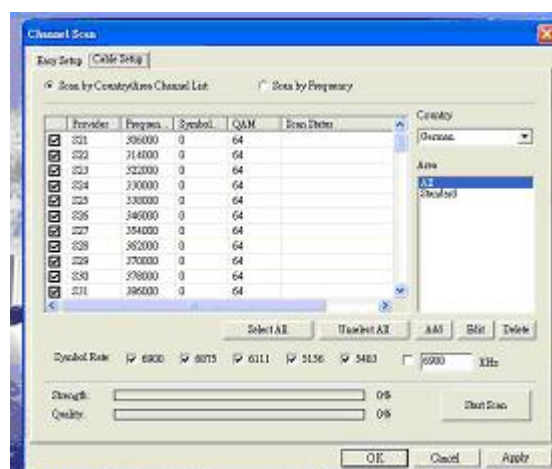 Channel Scan
Easy Setup Cable Setup
Scan by Country/Area Channel List Scan by Frequency
Provider Frequen... Symbol... QAM Scan Status
S21 306000 0 64
S22 314000 0 64
S23 322000 0 64
S24 330000 0 64
S25 338000 0 64
S26 346000 0 64
S27 354000 0 64
S28 362000 0 64
S29 370000 0 64
S30 378000 0 64
S31 386000 0 64
Country
German
Area
All
Standard
Select All Unselect All Add Edit Delete
Symbol Rate: 6900 6875 6111 5156 5483 6900 KHz
Strength: 0%
Quality: 0%
Start Scan
OK Cancel Apply